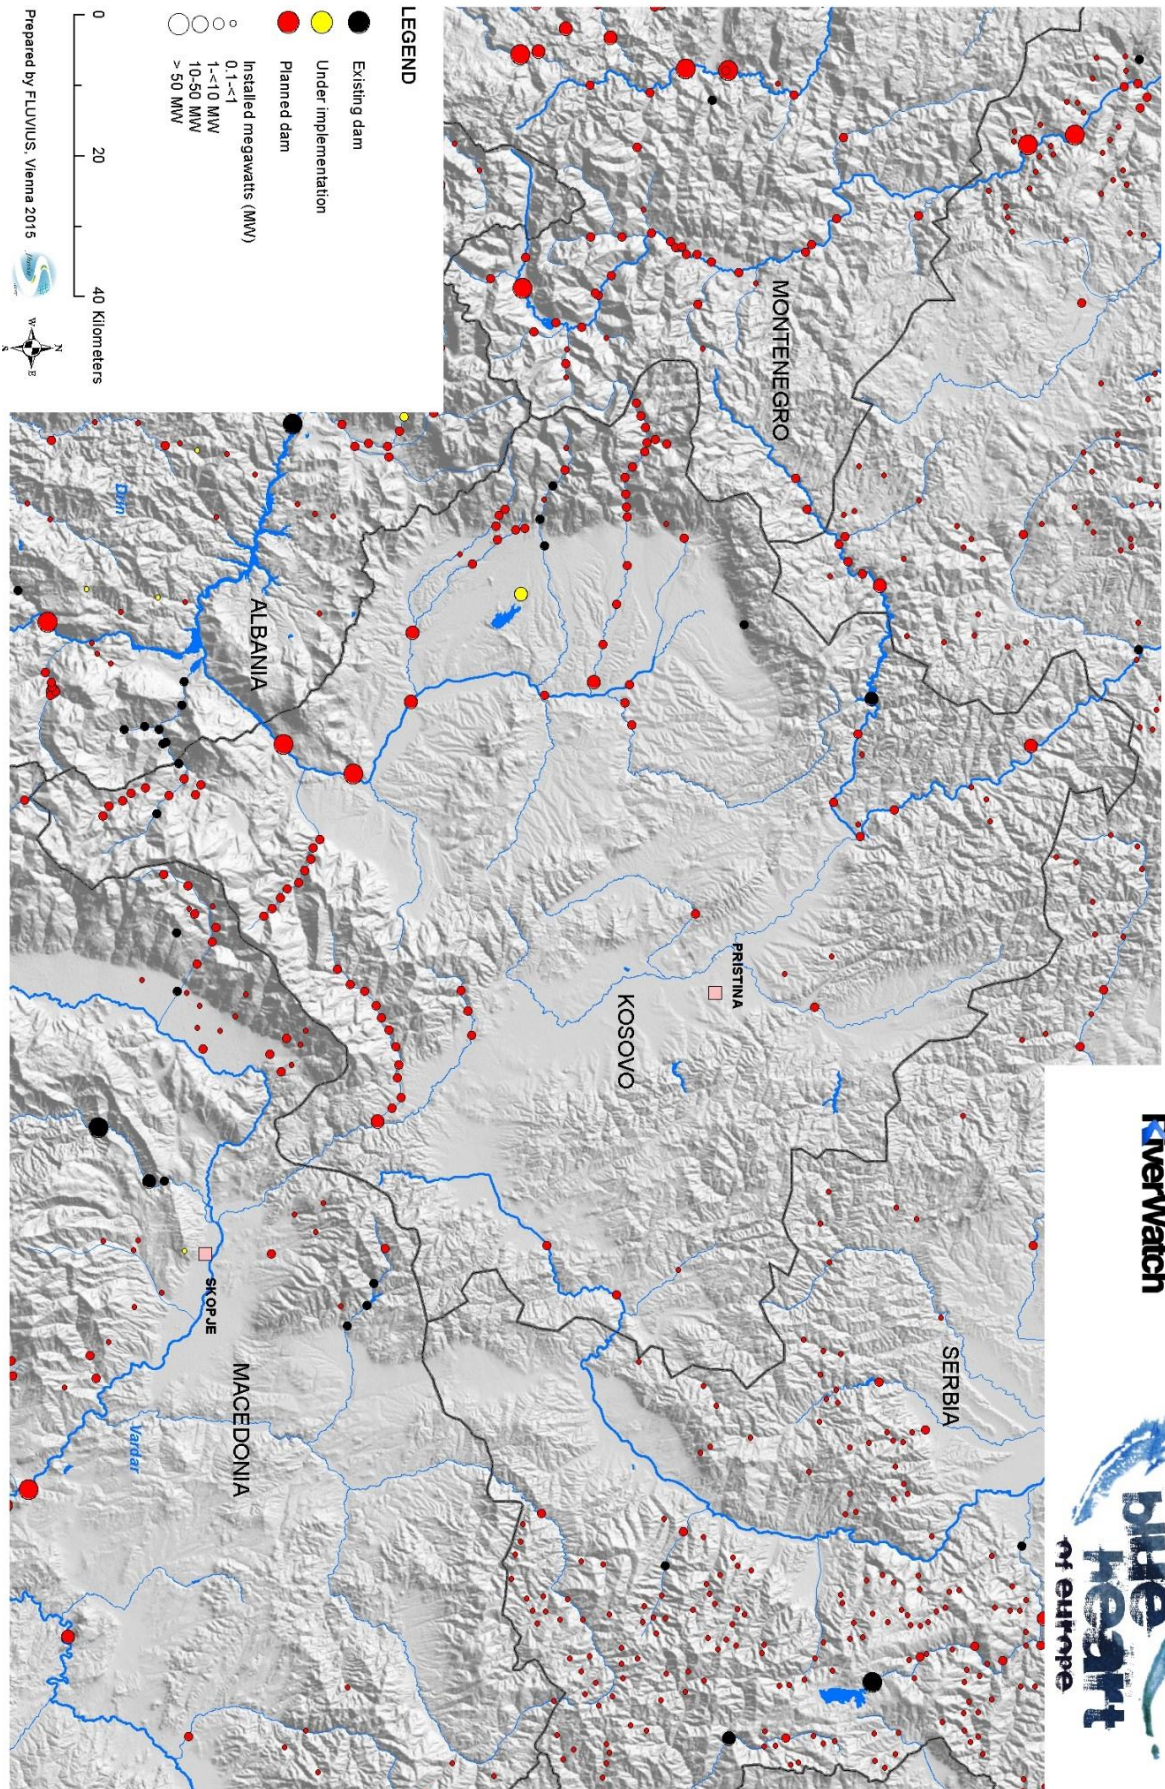 RiverWatch
blue
heart
of europe
MONTENEGRO
SERBIA
KOSOVO
PRISTINA
ALBANIA
Drin
MACEDONIA
SKOPJE
Vardar
LEGEND
Existing dam
Under implementation
Planned dam
Installed megawatts (MW)
0.1-<1
1-<10 MW
10-50 MW
> 50 MW
0 20 40 Kilometers
N
W E
S
Prepared by FLUVIUS, Vienna 2015